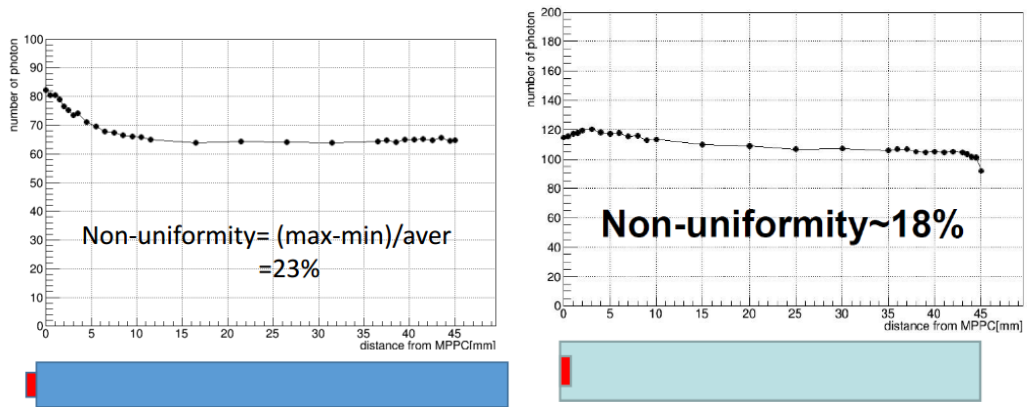 number of photon
100
90
80
70
60
50
40
30
20
10
0
Non-uniformity= (max-min)/aver
=23%
0 5 10 15 20 25 30 35 40 45
distance from MPPC[mm]
number of photon
200
180
160
140
120
100
80
60
40
20
0
Non-uniformity~18%
0 5 10 15 20 25 30 35 40 45
distance from MPPC[mm]